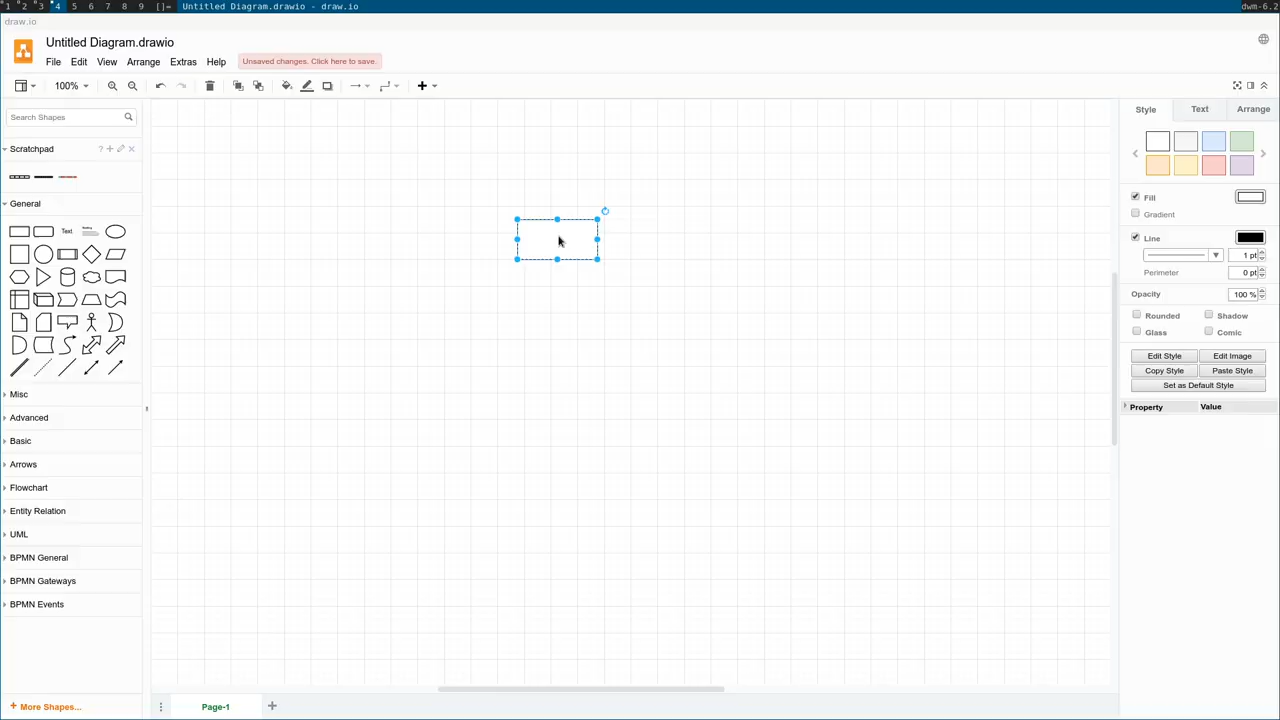 1 2 3 4 5 6 7 8 9 []= Untitled Diagram.drawio - draw.io dwm-6.2
draw.io
Untitled Diagram.drawio
File Edit View Arrange Extras Help Unsaved changes. Click here to save.
100%
Search Shapes
Style Text Arrange
Scratchpad ?
General
Text
Fill
Gradient
Line
1 pt
Perimeter 0 pt
Opacity 100 %
Rounded Shadow
Glass Comic
Edit Style Edit Image
Copy Style Paste Style
Set as Default Style
Property Value
Misc
Advanced
Basic
Arrows
Flowchart
Entity Relation
UML
BPMN General
BPMN Gateways
BPMN Events
+ More Shapes...
Page-1